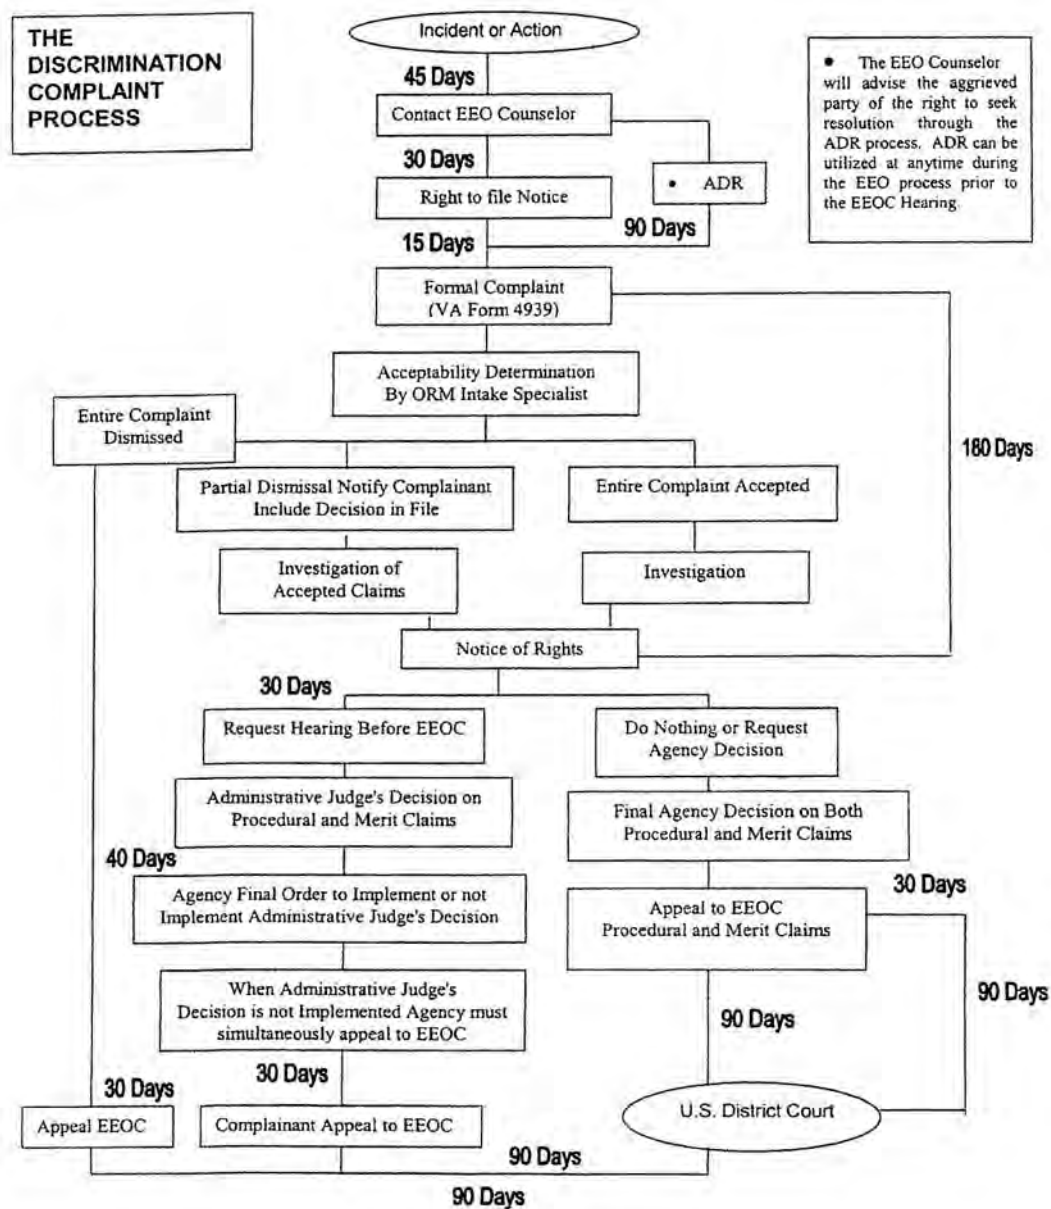 THE
DISCRIMINATION
COMPLAINT
PROCESS
Incident or Action
• The EEO Counselor
will advise the aggrieved
party of the right to seek
resolution through the
ADR process. ADR can be
utilized at anytime during
the EEO process prior to
the EEOC Hearing.
45 Days
Contact EEO Counselor
30 Days
• ADR
Right to file Notice
90 Days
15 Days
Formal Complaint
(VA Form 4939)
Acceptability Determination
By ORM Intake Specialist
Entire Complaint
Dismissed
180 Days
Partial Dismissal Notify Complainant
Include Decision in File
Entire Complaint Accepted
Investigation of
Accepted Claims
Investigation
Notice of Rights
30 Days
Request Hearing Before EEOC
Do Nothing or Request
Agency Decision
Administrative Judge's Decision on
Procedural and Merit Claims
Final Agency Decision on Both
Procedural and Merit Claims
40 Days
30 Days
Agency Final Order to Implement or not
Implement Administrative Judge's Decision
Appeal to EEOC
Procedural and Merit Claims
When Administrative Judge's
Decision is not Implemented Agency must
simultaneously appeal to EEOC
90 Days
90 Days
30 Days
30 Days
Appeal EEOC
Complainant Appeal to EEOC
U.S. District Court
90 Days
90 Days